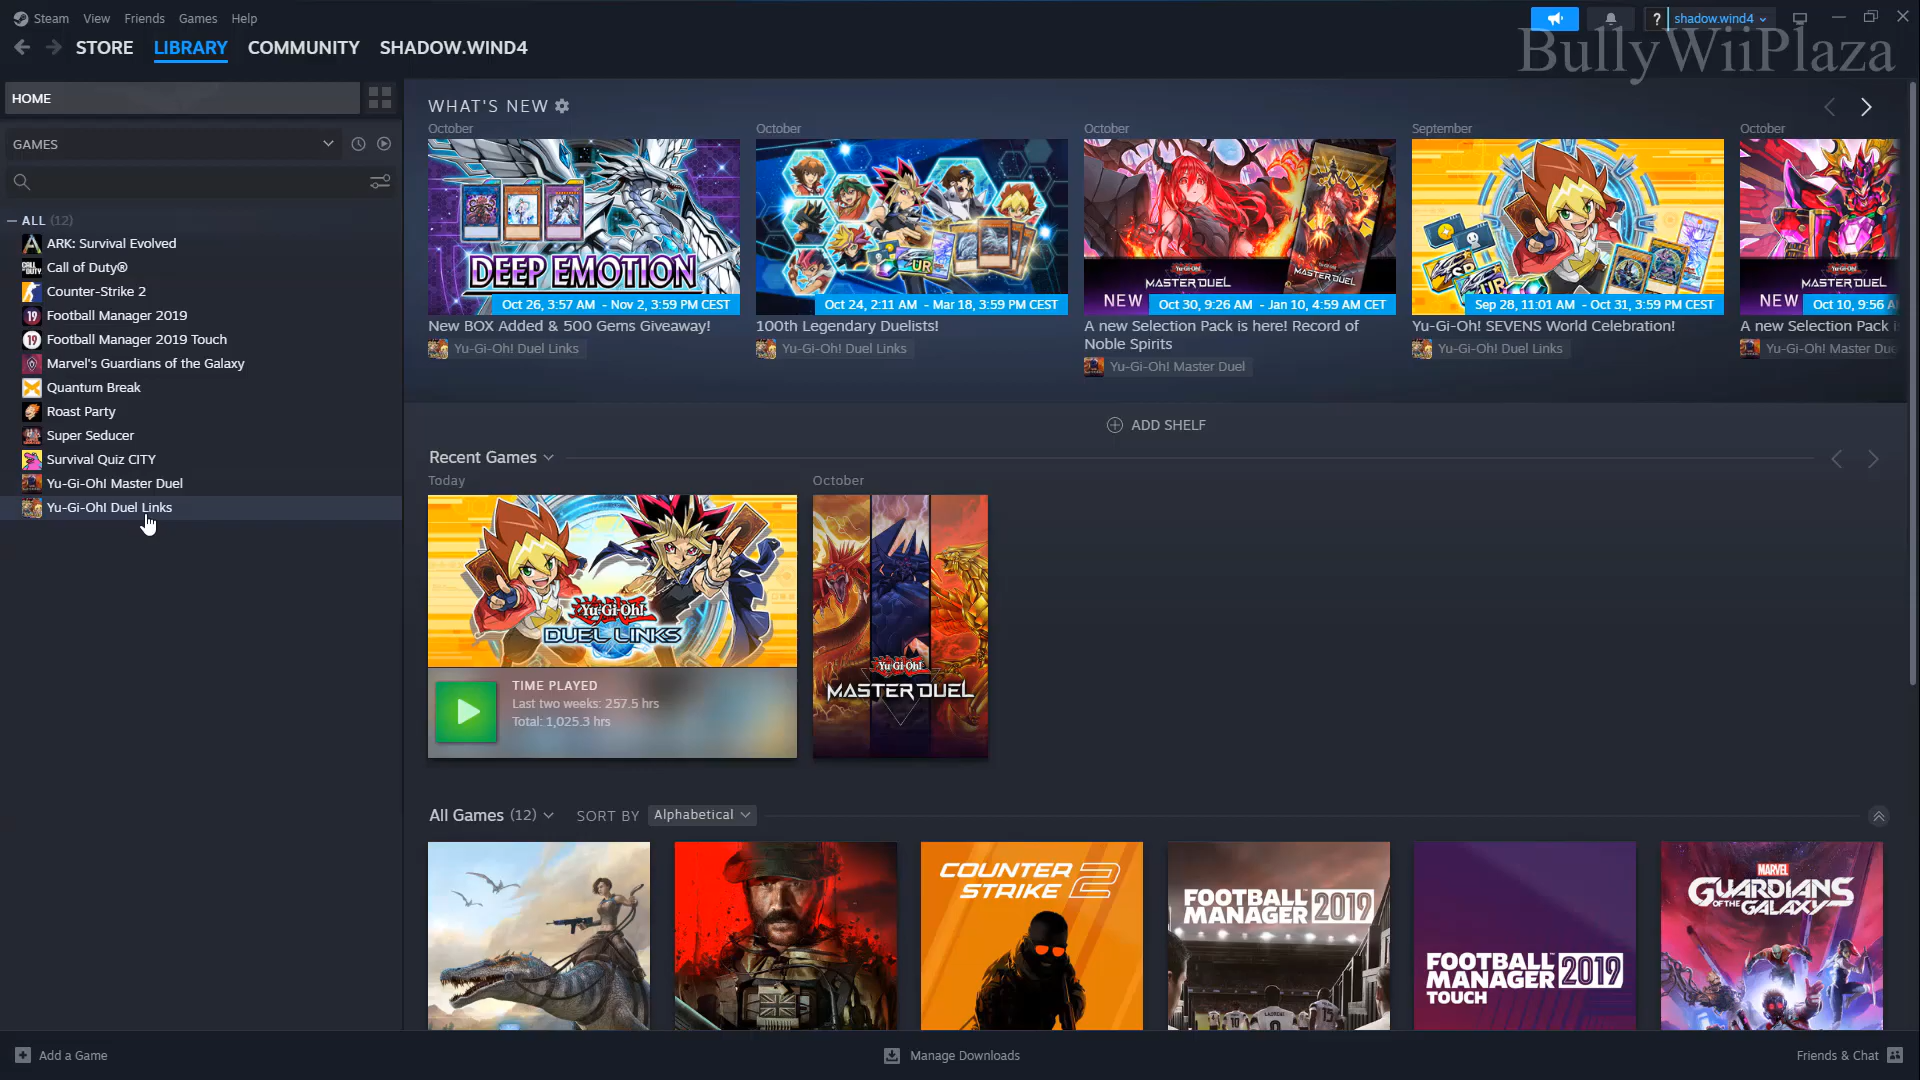 Steam View Friends Games Help
shadow.wind4
BullyWiiPlaza
STORE LIBRARY COMMUNITY SHADOW.WIND4
HOME
GAMES
ALL (12)
ARK: Survival Evolved
Call of Duty®
Counter-Strike 2
Football Manager 2019
Football Manager 2019 Touch
Marvel's Guardians of the Galaxy
Quantum Break
Roast Party
Super Seducer
Survival Quiz CITY
Yu-Gi-Oh! Master Duel
Yu-Gi-Oh! Duel Links
WHAT'S NEW
October
DEEP EMOTION
Oct 26, 3:57 AM - Nov 2, 3:59 PM CEST
New BOX Added & 500 Gems Giveaway!
Yu-Gi-Oh! Duel Links
October
UR
Oct 24, 2:11 AM - Mar 18, 3:59 PM CEST
100th Legendary Duelists!
Yu-Gi-Oh! Duel Links
October
Yu-Gi-Oh!
MASTER DUEL
MASTER DUEL
NEW Oct 30, 9:26 AM - Jan 10, 4:59 AM CET
A new Selection Pack is here! Record of
Noble Spirits
Yu-Gi-Oh! Master Duel
September
Sep 28, 11:01 AM - Oct 31, 3:59 PM CEST
Yu-Gi-Oh! SEVENS World Celebration!
Yu-Gi-Oh! Duel Links
October
Yu-Gi-Oh!
MASTER DUEL
NEW Oct 10, 9:56 A
A new Selection Pack i
Yu-Gi-Oh! Master Due
ADD SHELF
Recent Games
Today
Yu-Gi-Oh!
DUEL LINKS
TIME PLAYED
Last two weeks: 257.5 hrs
Total: 1,025.3 hrs
October
Yu-Gi-Oh!
MASTER DUEL
All Games (12) SORT BY Alphabetical
COUNTER
STRIKE 2
FOOTBALL
MANAGER 2019
FOOTBALL
MANAGER 2019
TOUCH
MARVEL
GUARDIANS
OF THE GALAXY
Add a Game
Manage Downloads
Friends & Chat